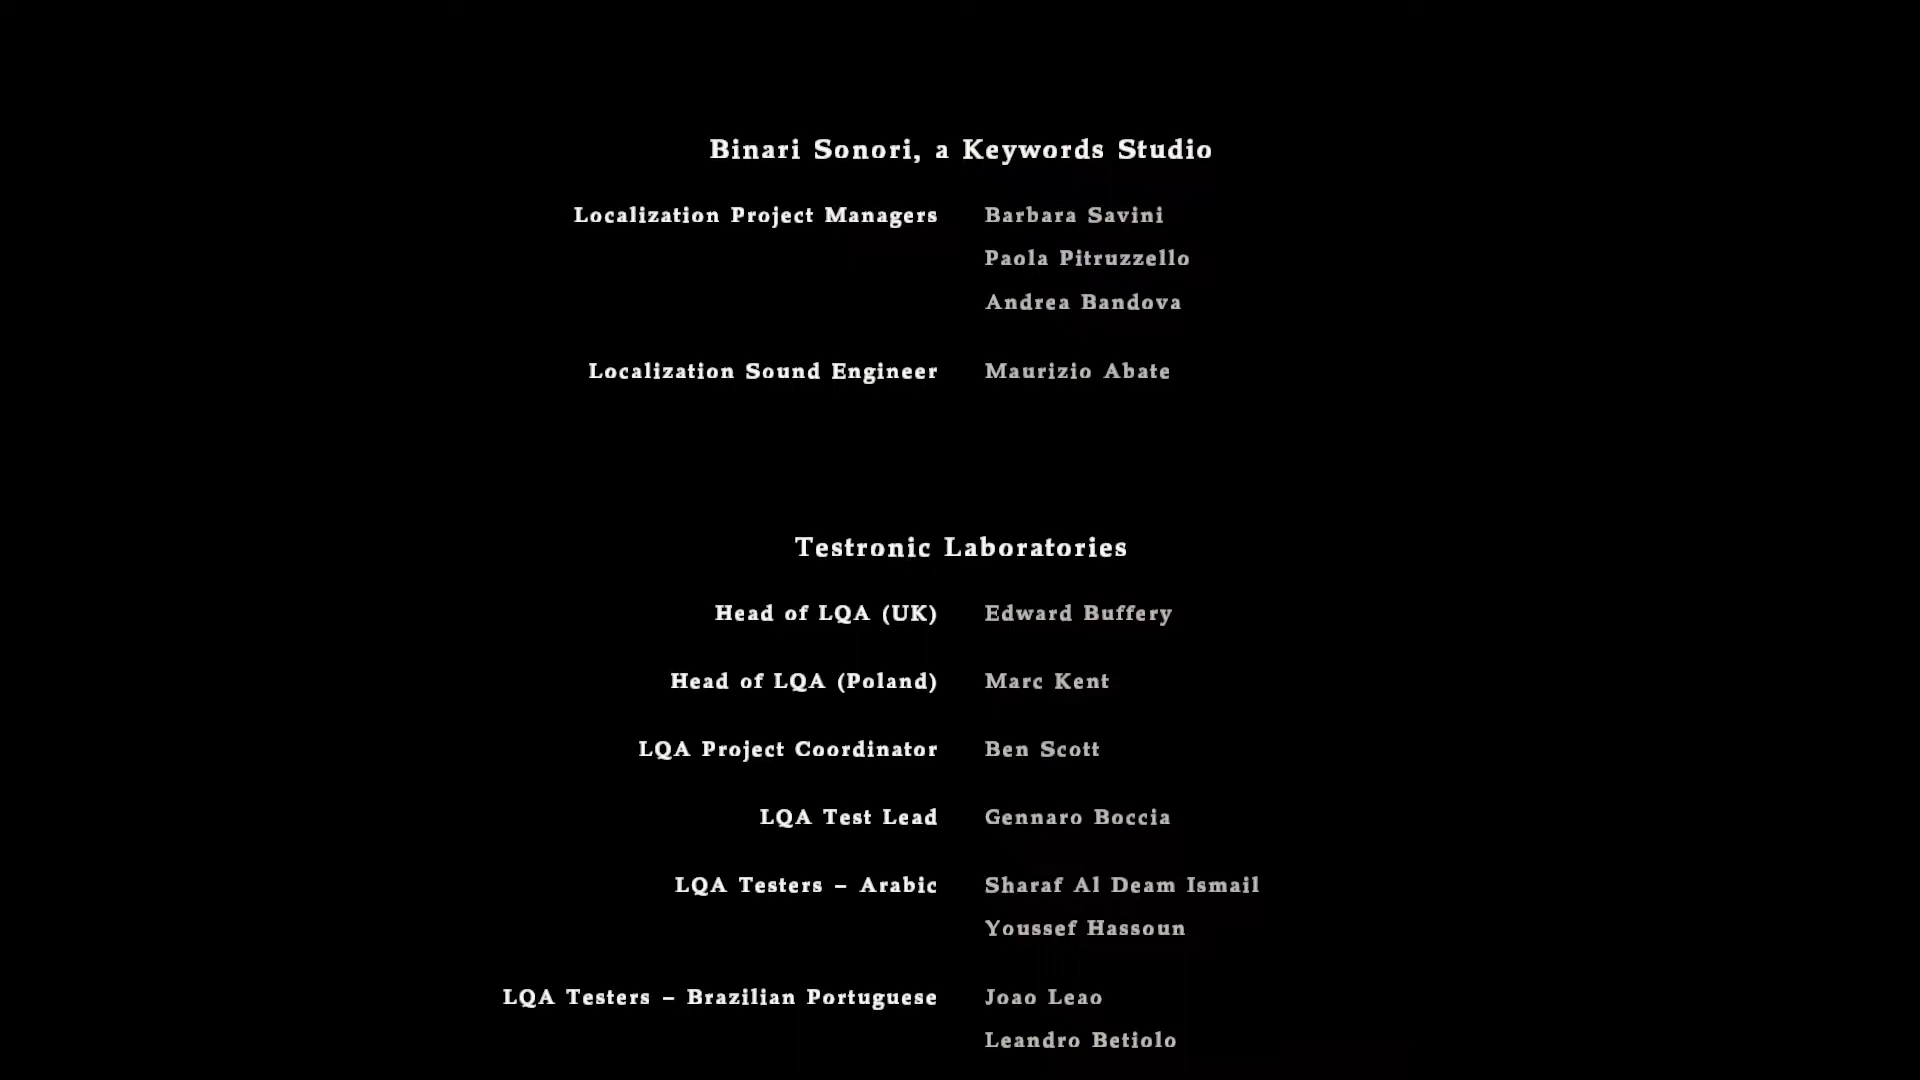 Binari Sonori, a Keywords Studio
Localization Project Managers Barbara Savini
Paola Pitruzzello
Andrea Bandova
Localization Sound Engineer Maurizio Abate
Testronic Laboratories
Head of LQA (UK) Edward Buffery
Head of LQA (Poland) Marc Kent
LQA Project Coordinator Ben Scott
LQA Test Lead Gennaro Boccia
LQA Testers – Arabic Sharaf Al Deam Ismail
Youssef Hassoun
LQA Testers – Brazilian Portuguese Joao Leao
Leandro Betiolo